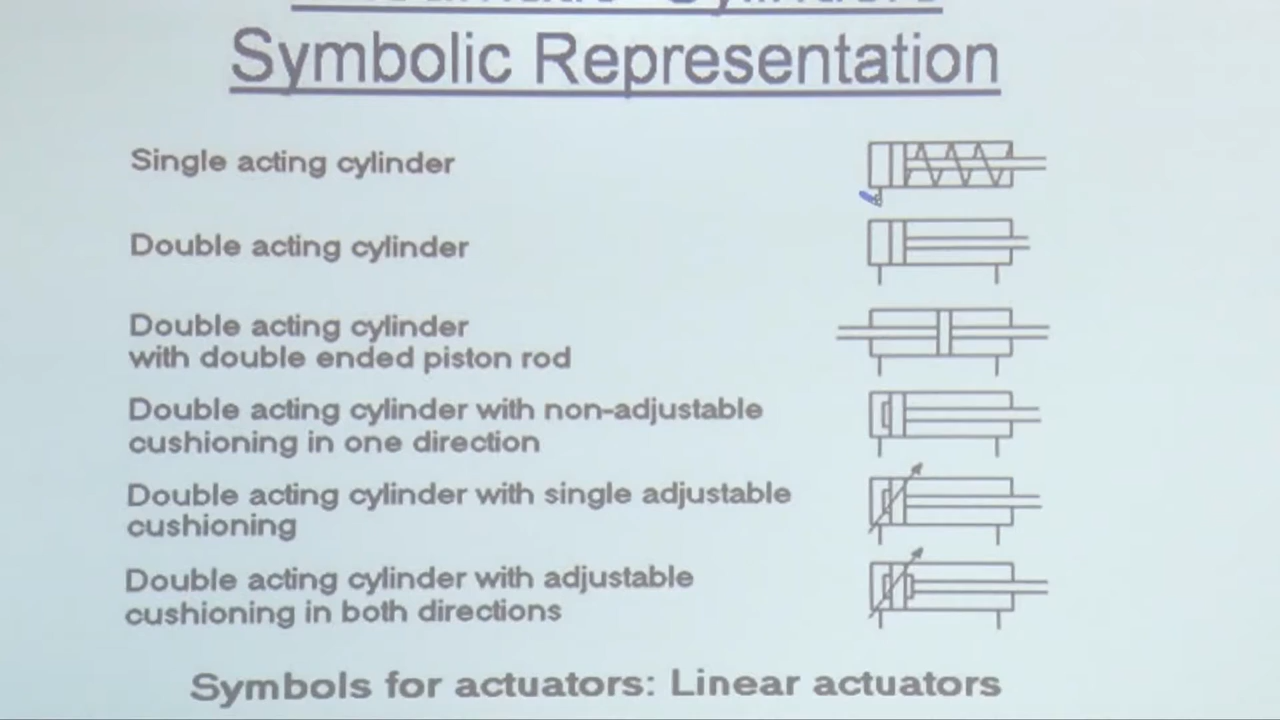 Symbolic Representation
Single acting cylinder
Double acting cylinder
Double acting cylinder
with double ended piston rod
Double acting cylinder with non-adjustable
cushioning in one direction
Double acting cylinder with single adjustable
cushioning
Double acting cylinder with adjustable
cushioning in both directions
Symbols for actuators: Linear actuators